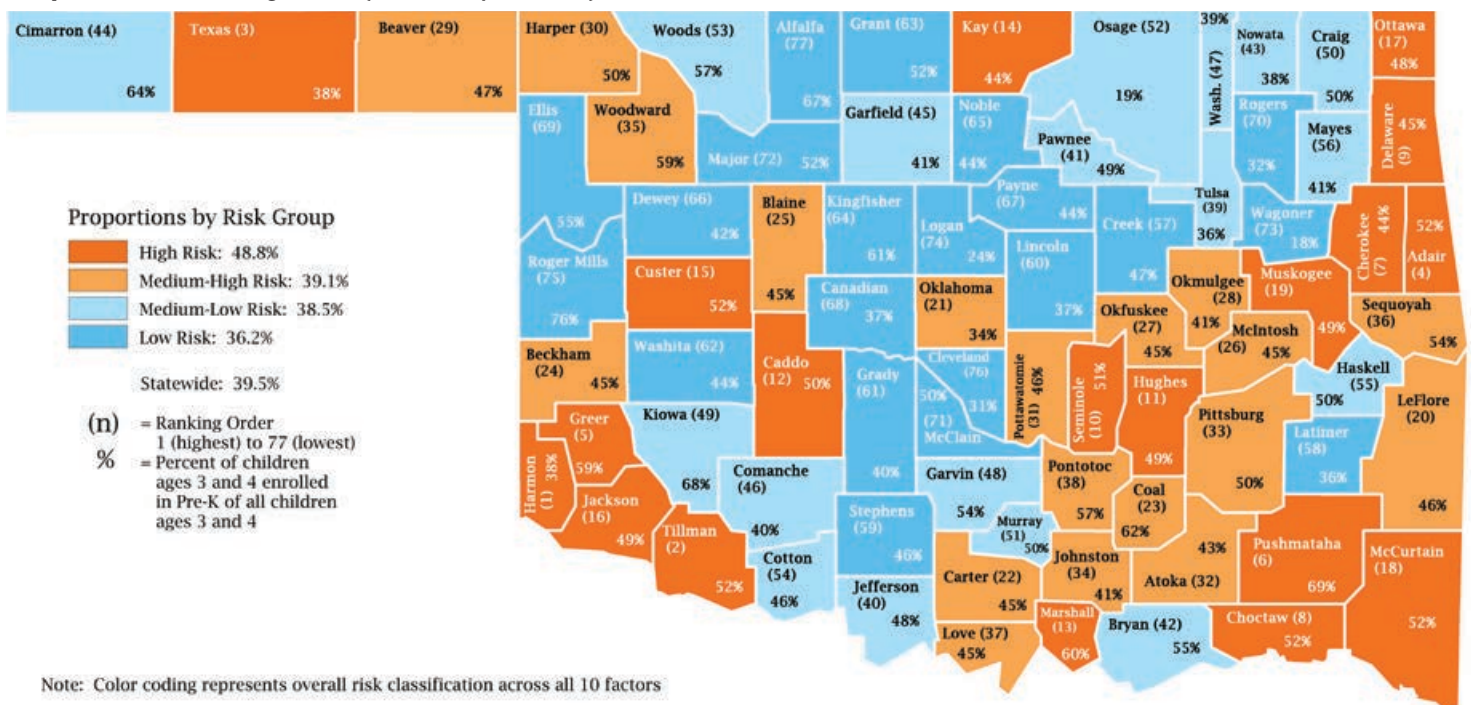 Cimarron (44)
64%
Texas (3)
38%
Beaver (29)
47%
Harper (30)
50%
Woods (53)
57%
Alfalfa
(77)
67%
Grant (63)
52%
Kay (14)
44%
Osage (52)
19%
39%
Wash. (47)
Nowata
(43)
38%
Craig
(50)
50%
Ottawa
(17)
48%
Ellis
(69)
55%
Woodward
(35)
59%
Major (72)
52%
Garfield (45)
41%
Noble
(65)
44%
Pawnee
(41)
49%
Rogers
(70)
32%
Mayes
(56)
41%
Delaware
(9)
45%
Proportions by Risk Group
High Risk: 48.8%
Medium-High Risk: 39.1%
Medium-Low Risk: 38.5%
Low Risk: 36.2%
Statewide: 39.5%
(n) = Ranking Order
1 (highest) to 77 (lowest)
% = Percent of children
ages 3 and 4 enrolled
in Pre-K of all children
ages 3 and 4
Dewey (66)
42%
Blaine
(25)
45%
Kingfisher
(64)
61%
Logan
(74)
24%
Payne
(67)
44%
Creek (57)
47%
Tulsa
(39)
36%
Wagoner
(73)
18%
Cherokee
(7)
44%
52%
Adair
(4)
Roger Mills
(75)
76%
Custer (15)
52%
Canadian
(68)
37%
Oklahoma
(21)
34%
Lincoln
(60)
37%
Okfuskee
(27)
45%
Okmulgee
(28)
41%
Muskogee
(19)
49%
McIntosh
(26)
45%
Sequoyah
(36)
54%
Beckham
(24)
45%
Washita (62)
44%
Caddo
(12)
50%
Grady
(61)
40%
Cleveland
(76)
31%
50%
(71)
McClain
Pottawatomie
(31)
46%
Seminole
(10)
51%
Hughes
(11)
49%
Pittsburg
(33)
50%
Haskell
(55)
50%
Latimer
(58)
36%
LeFlore
(20)
46%
Harmon
(1)
38%
Greer
(5)
59%
Jackson
(16)
49%
Kiowa (49)
68%
Tillman
(2)
52%
Comanche
(46)
40%
Cotton
(54)
46%
Stephens
(59)
46%
Jefferson
(40)
48%
Garvin (48)
54%
Murray
(51)
50%
Pontotoc
(38)
57%
Coal
(23)
62%
Carter (22)
45%
Love (37)
45%
Johnston
(34)
41%
Marshall
(13)
60%
43%
Atoka (32)
Bryan (42)
55%
Pushmataha
(6)
69%
Choctaw (8)
52%
McCurtain
(18)
52%
Note: Color coding represents overall risk classification across all 10 factors